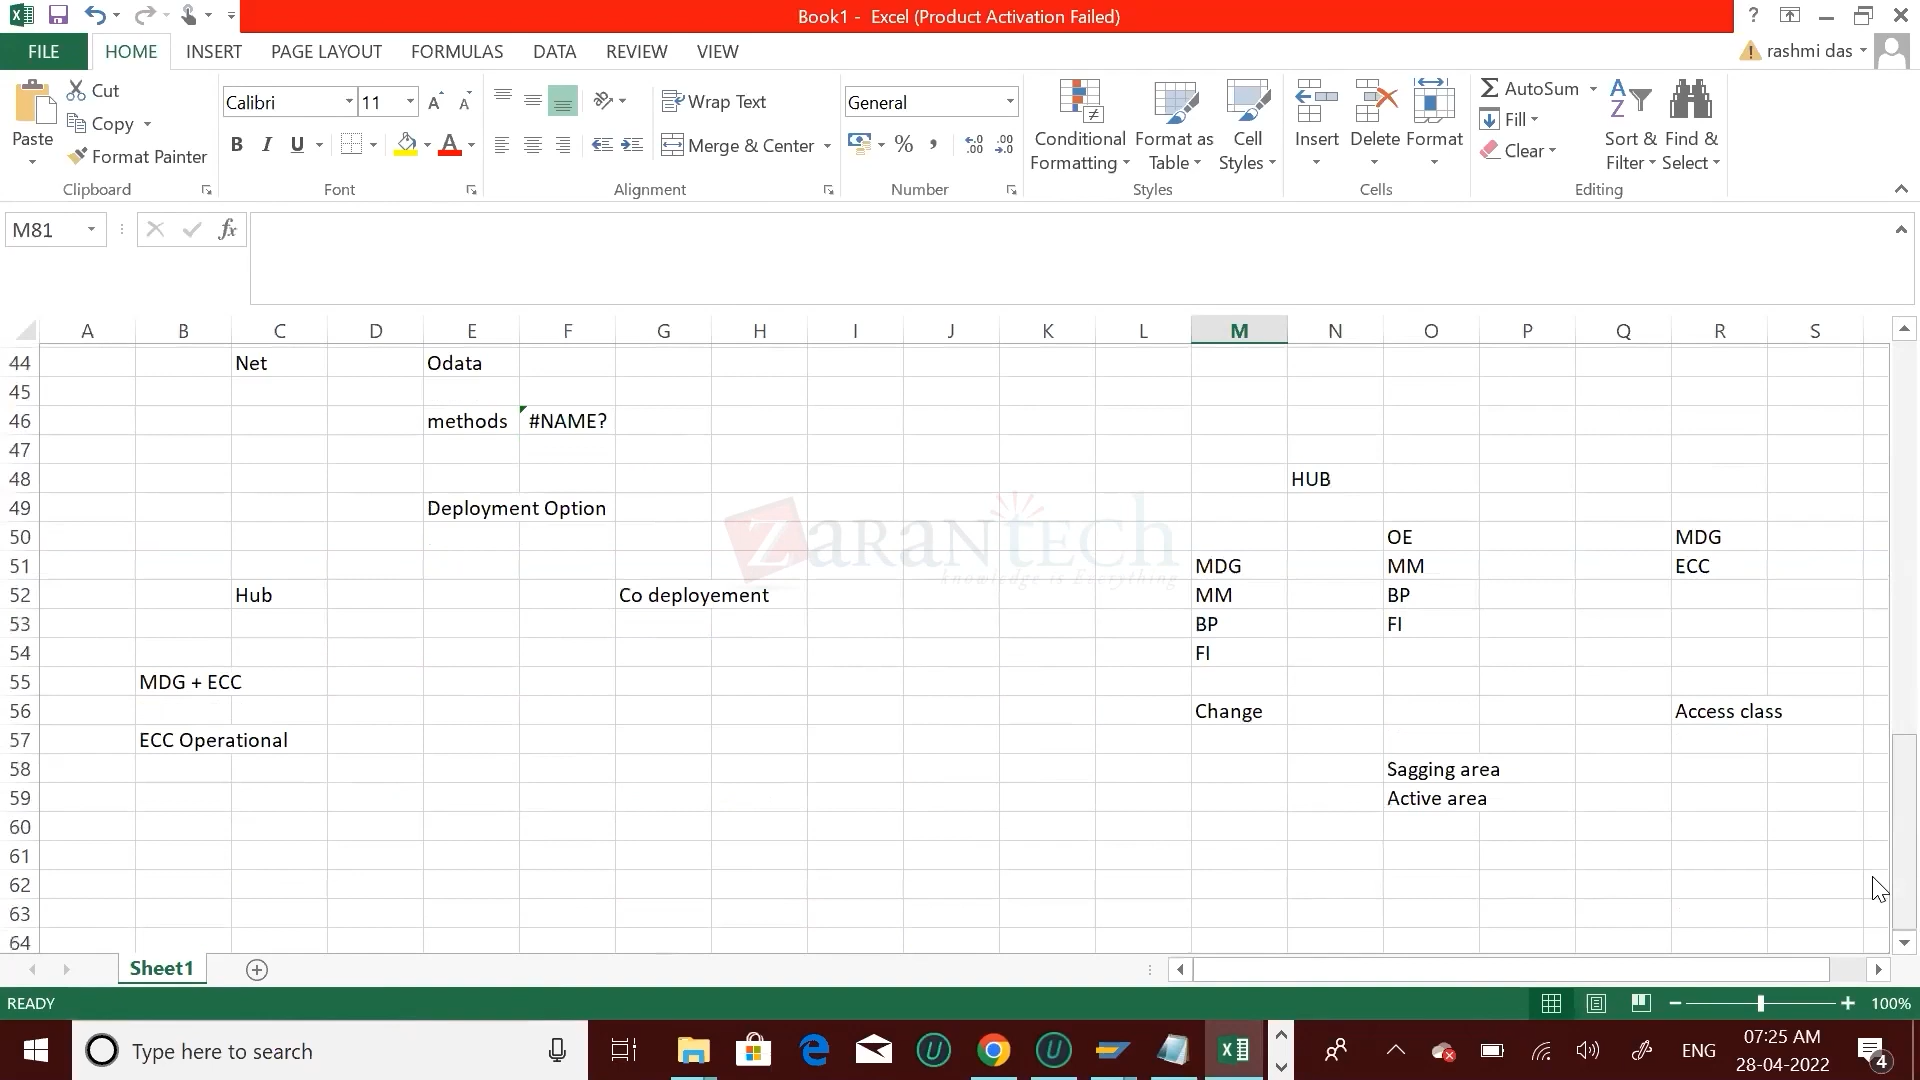 Book1 - Excel (Product Activation Failed)
?
FILE HOME INSERT PAGE LAYOUT FORMULAS DATA REVIEW VIEW
rashmi das
Paste
Cut
Copy
Format Painter
Clipboard
Calibri 11
B I U
Font
Wrap Text
Merge & Center
Alignment
General
Number
Conditional Formatting
Format as Table
Cell Styles
Styles
Insert Delete Format
Cells
AutoSum
Fill
Clear
Sort & Filter
Find & Select
Editing
M81
fx
A B C D E F G H I J K L M N O P Q R S
44 Net Odata
45
46 methods #NAME?
47
48 HUB
49 Deployment Option
50 OE MDG
51 MDG MM ECC
52 Hub Co deployement MM BP
53 BP FI
54 FI
55 MDG + ECC
56 Change Access class
57 ECC Operational
58 Sagging area
59 Active area
60
61
62
63
64
zarantech
knowledge is Everything
Sheet1
READY
100%
Type here to search
ENG
07:25 AM
28-04-2022
4